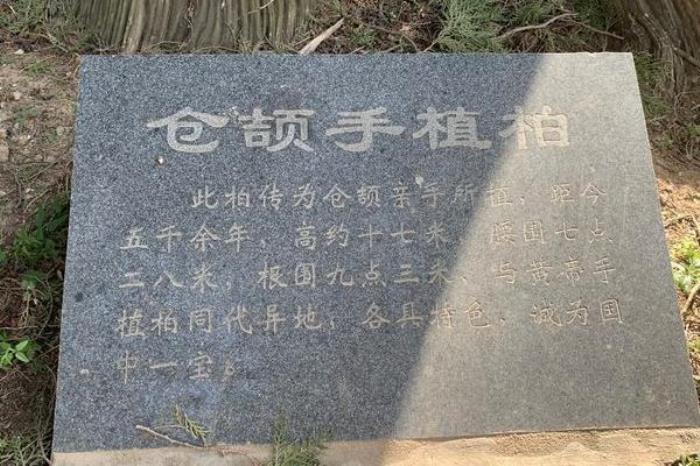 仓颉手植柏
此柏传为仓颉亲手所植，距今
五千余年，高约十七米，腰围七点
二八米，根围九点三米，与黄帝手
植柏同代异地，各具特色，诚为国
中一宝。